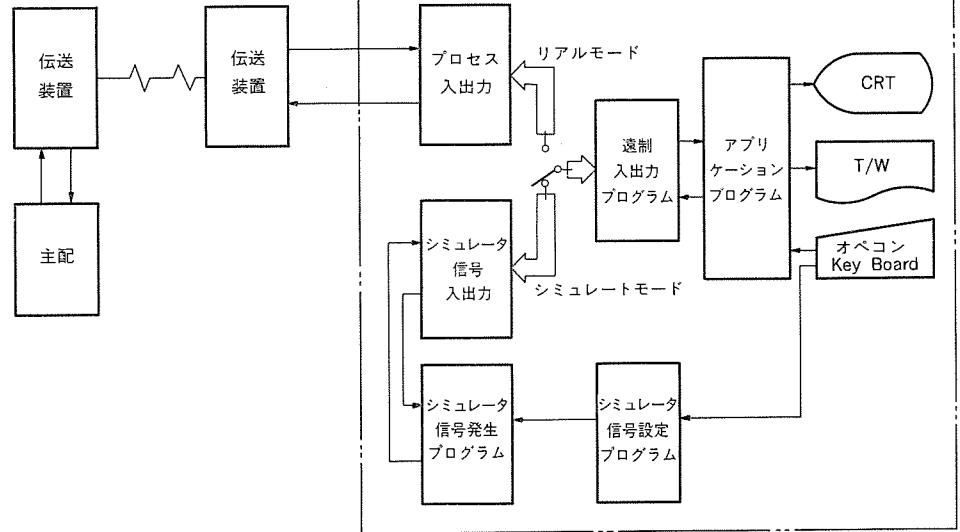 伝送
装置
伝送
装置
主配
プロセス
入出力
リアルモード
遠制
入出力
プログラム
アプリ
ケーション
プログラム
CRT
T/W
オペコン
Key Board
シミュレータ
信号
入出力
シミュレートモード
シミュレータ
信号発生
プログラム
シミュレータ
信号設定
プログラム